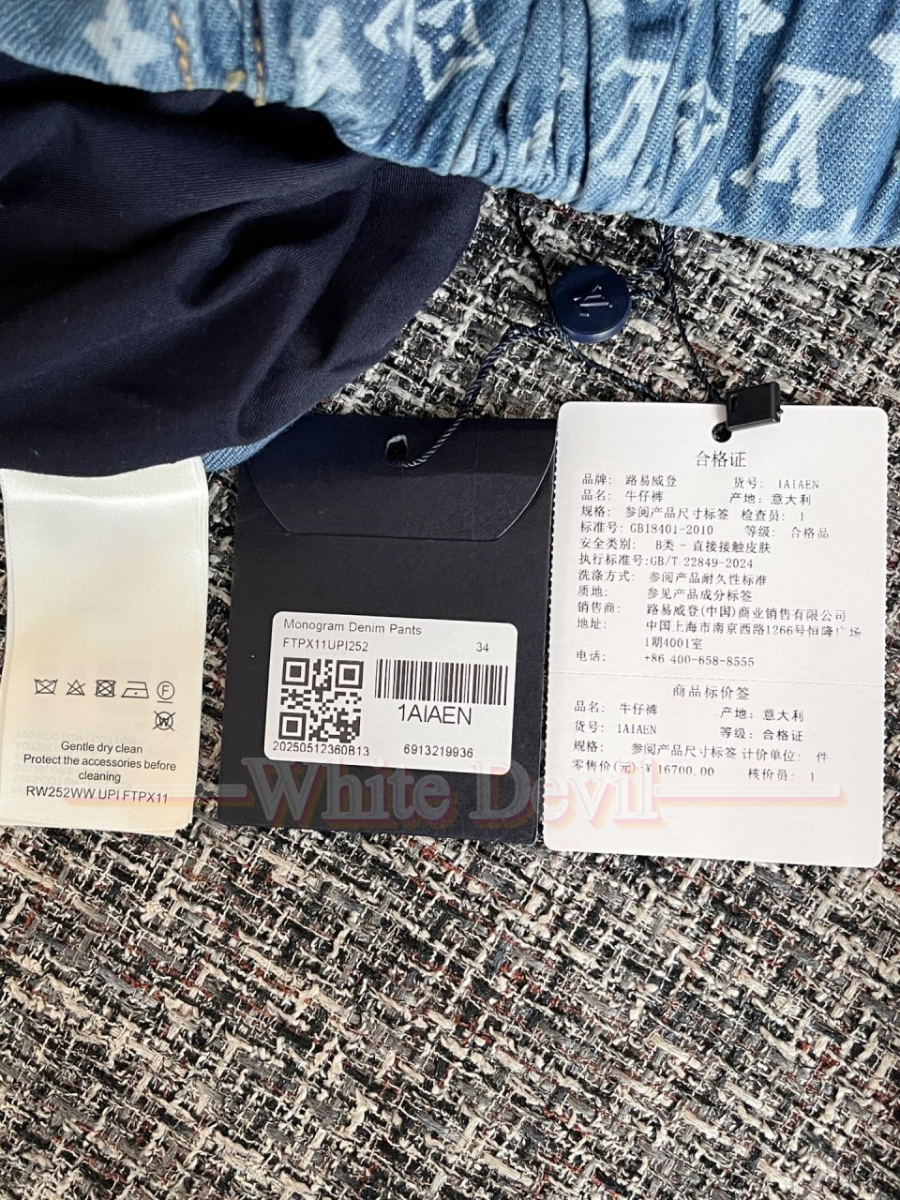 Gentle dry clean
Protect the accessories before
cleaning
RW252WW UPI FTPX11
Monogram Denim Pants
FTPX11UPI252 34
1AIAEN
20250512360B13 6913219936
合格证
品牌: 路易威登 货号: 1AIAEN
品名: 牛仔裤 产地: 意大利
规格: 参阅产品尺寸标签 检查员: 1
标准号: GB18401-2010 等级: 合格品
安全类别: B类 - 直接接触皮肤
执行标准号:GB/T 22849-2024
洗涤方式: 参阅产品耐久性标准
质地: 参见产品成分标签
销售商: 路易威登(中国)商业销售有限公司
地址: 中国上海市南京西路1266号恒隆广场
1期4001室
电话: +86 400-658-8555
商品标价签
品名: 牛仔裤 产地: 意大利
货号: 1AIAEN 等级: 合格证
规格: 参阅产品尺寸标签 计价单位: 件
零售价(元):¥16700.00 核价员: 1
White Devil